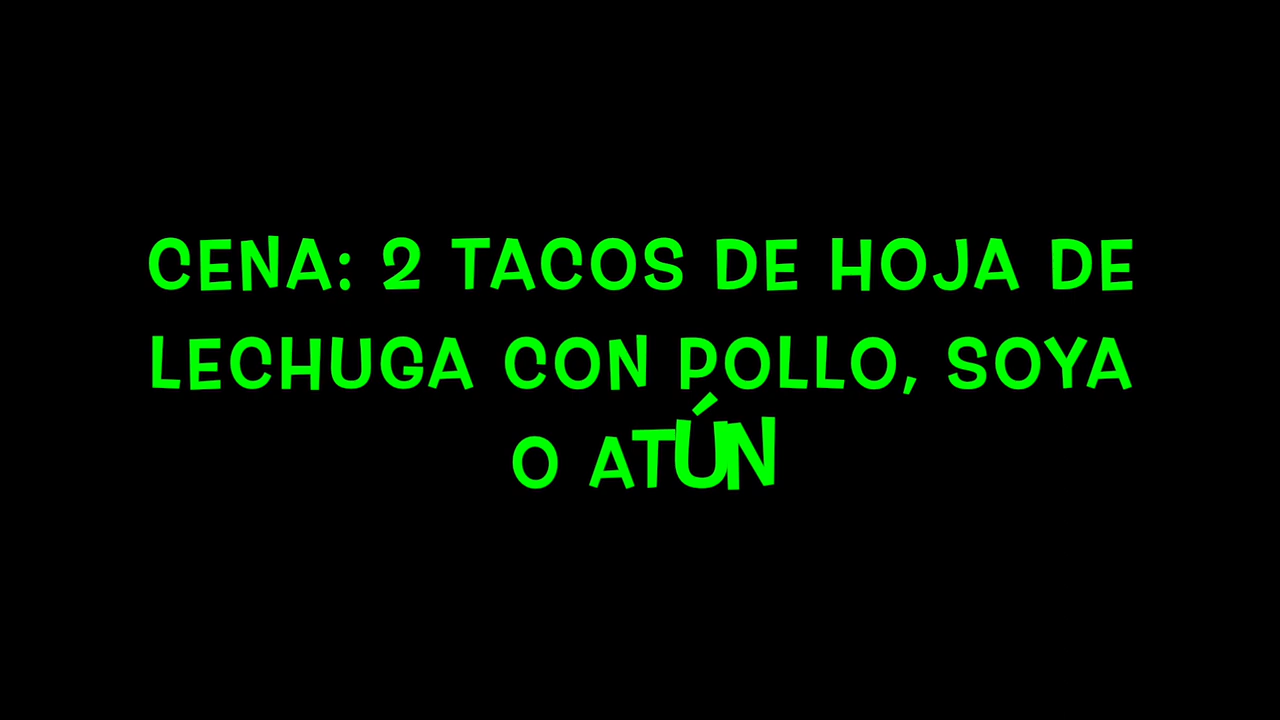 CENA: 2 TACOS DE HOJA DE
LECHUGA CON POLLO, SOYA
O ATÚN